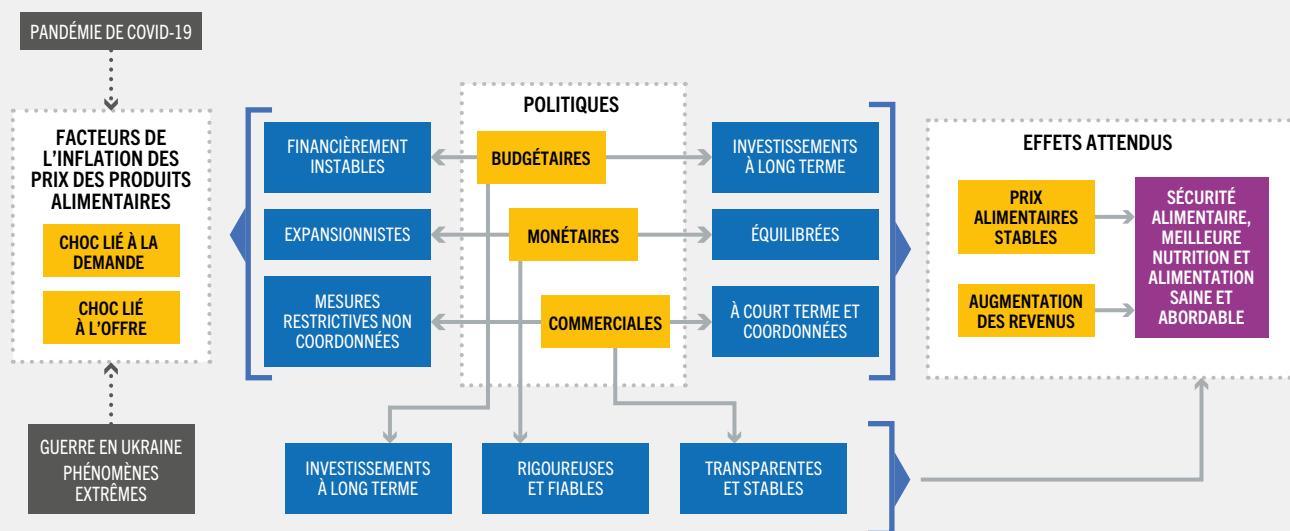 PANDÉMIE DE COVID-19
FACTEURS DE
L'INFLATION DES
PRIX DES PRODUITS
ALIMENTAIRES
CHOC LIÉ À LA
DEMANDE
CHOC LIÉ
À L'OFFRE
GUERRE EN UKRAINE
PHÉNOMÈNES
EXTRÊMES
FINANCIÈREMENT
INSTABLES
EXPANSIONNISTES
MESURES
RESTRICTIVES NON
COORDONNÉES
POLITIQUES
BUDGÉTAIRES
MONÉTAIRES
COMMERCIALES
INVESTISSEMENTS
À LONG TERME
ÉQUILIBRÉES
À COURT TERME ET
COORDONNÉES
INVESTISSEMENTS
À LONG TERME
RIGOUREUSES
ET FIABLES
TRANSPARENTES
ET STABLES
EFFETS ATTENDUS
PRIX
ALIMENTAIRES
STABLES
AUGMENTATION
DES REVENUS
SÉCURITÉ
ALIMENTAIRE,
MEILLEURE
NUTRITION ET
ALIMENTATION
SAINE ET
ABORDABLE